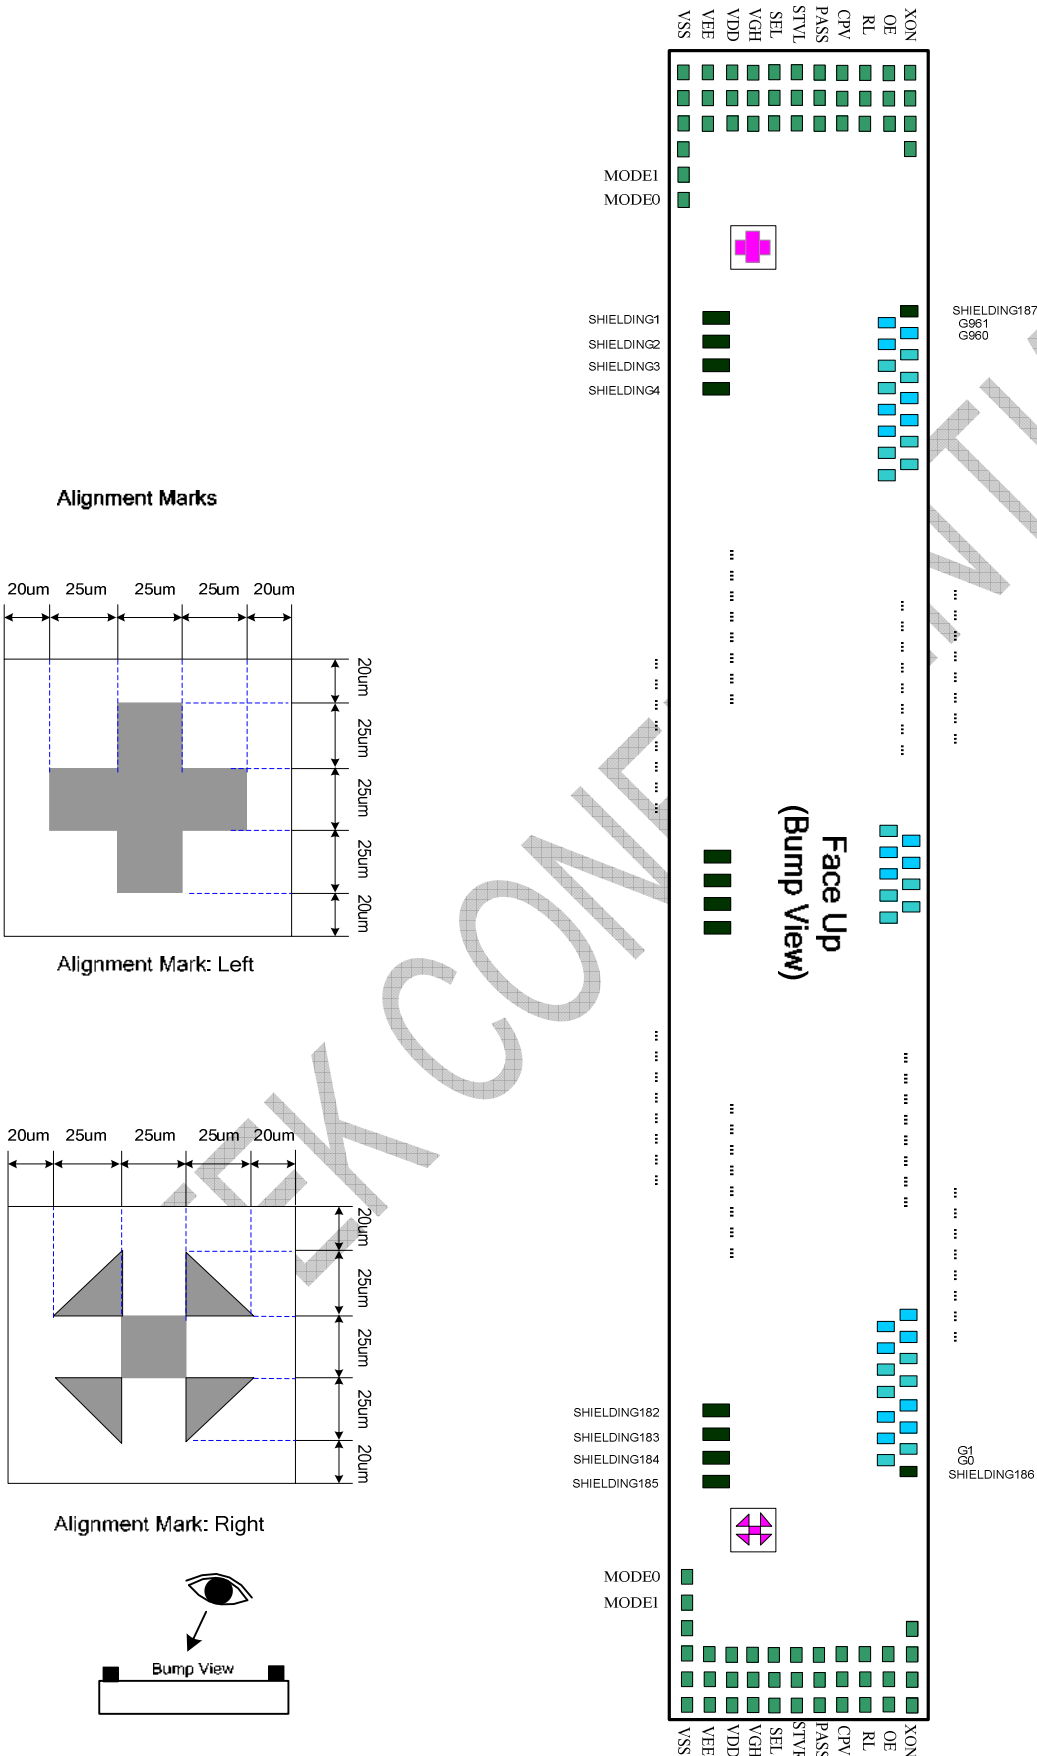 VSS
VEE
VDD
VGH
SEL
STVL
PASS
CPV
RL
OE
XON
MODE1
MODE0
SHIELDING1
SHIELDING2
SHIELDING3
SHIELDING4
SHIELDING187
G961
G960
Alignment Marks
20um 25um 25um 25um 20um
20um
25um
25um
25um
20um
Alignment Mark: Left
Face Up
(Bump View)
20um 25um 25um 25um 20um
20um
25um
25um
25um
20um
Alignment Mark: Right
SHIELDING182
SHIELDING183
SHIELDING184
SHIELDING185
G1
G0
SHIELDING186
MODE0
MODE1
Bump View
VSS
VEE
VDD
VGH
SEL
STVR
PASS
CPV
RL
OE
XON